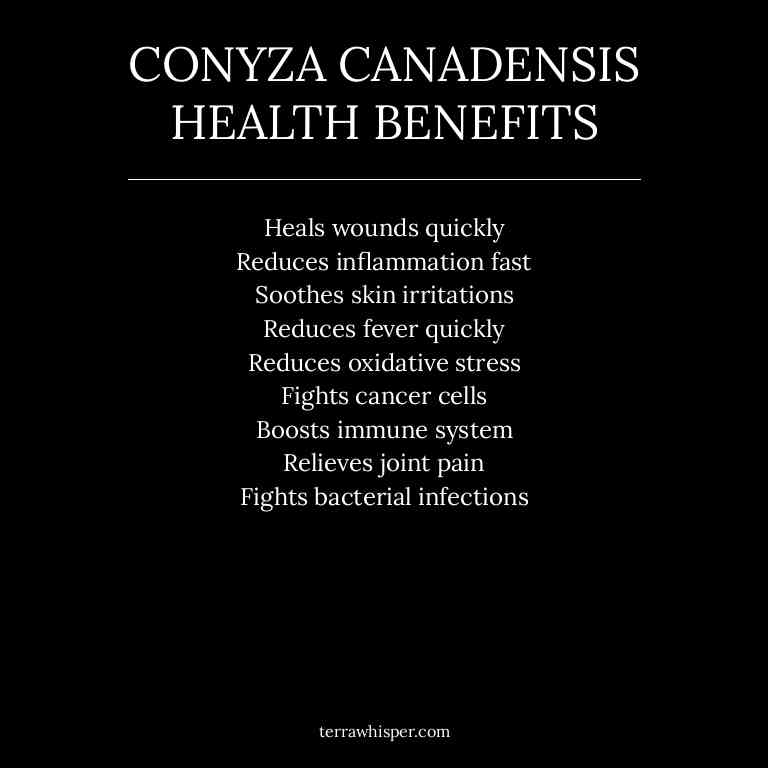 CONYZA CANADENSIS
HEALTH BENEFITS
Heals wounds quickly
Reduces inflammation fast
Soothes skin irritations
Reduces fever quickly
Reduces oxidative stress
Fights cancer cells
Boosts immune system
Relieves joint pain
Fights bacterial infections
terrawhisper.com